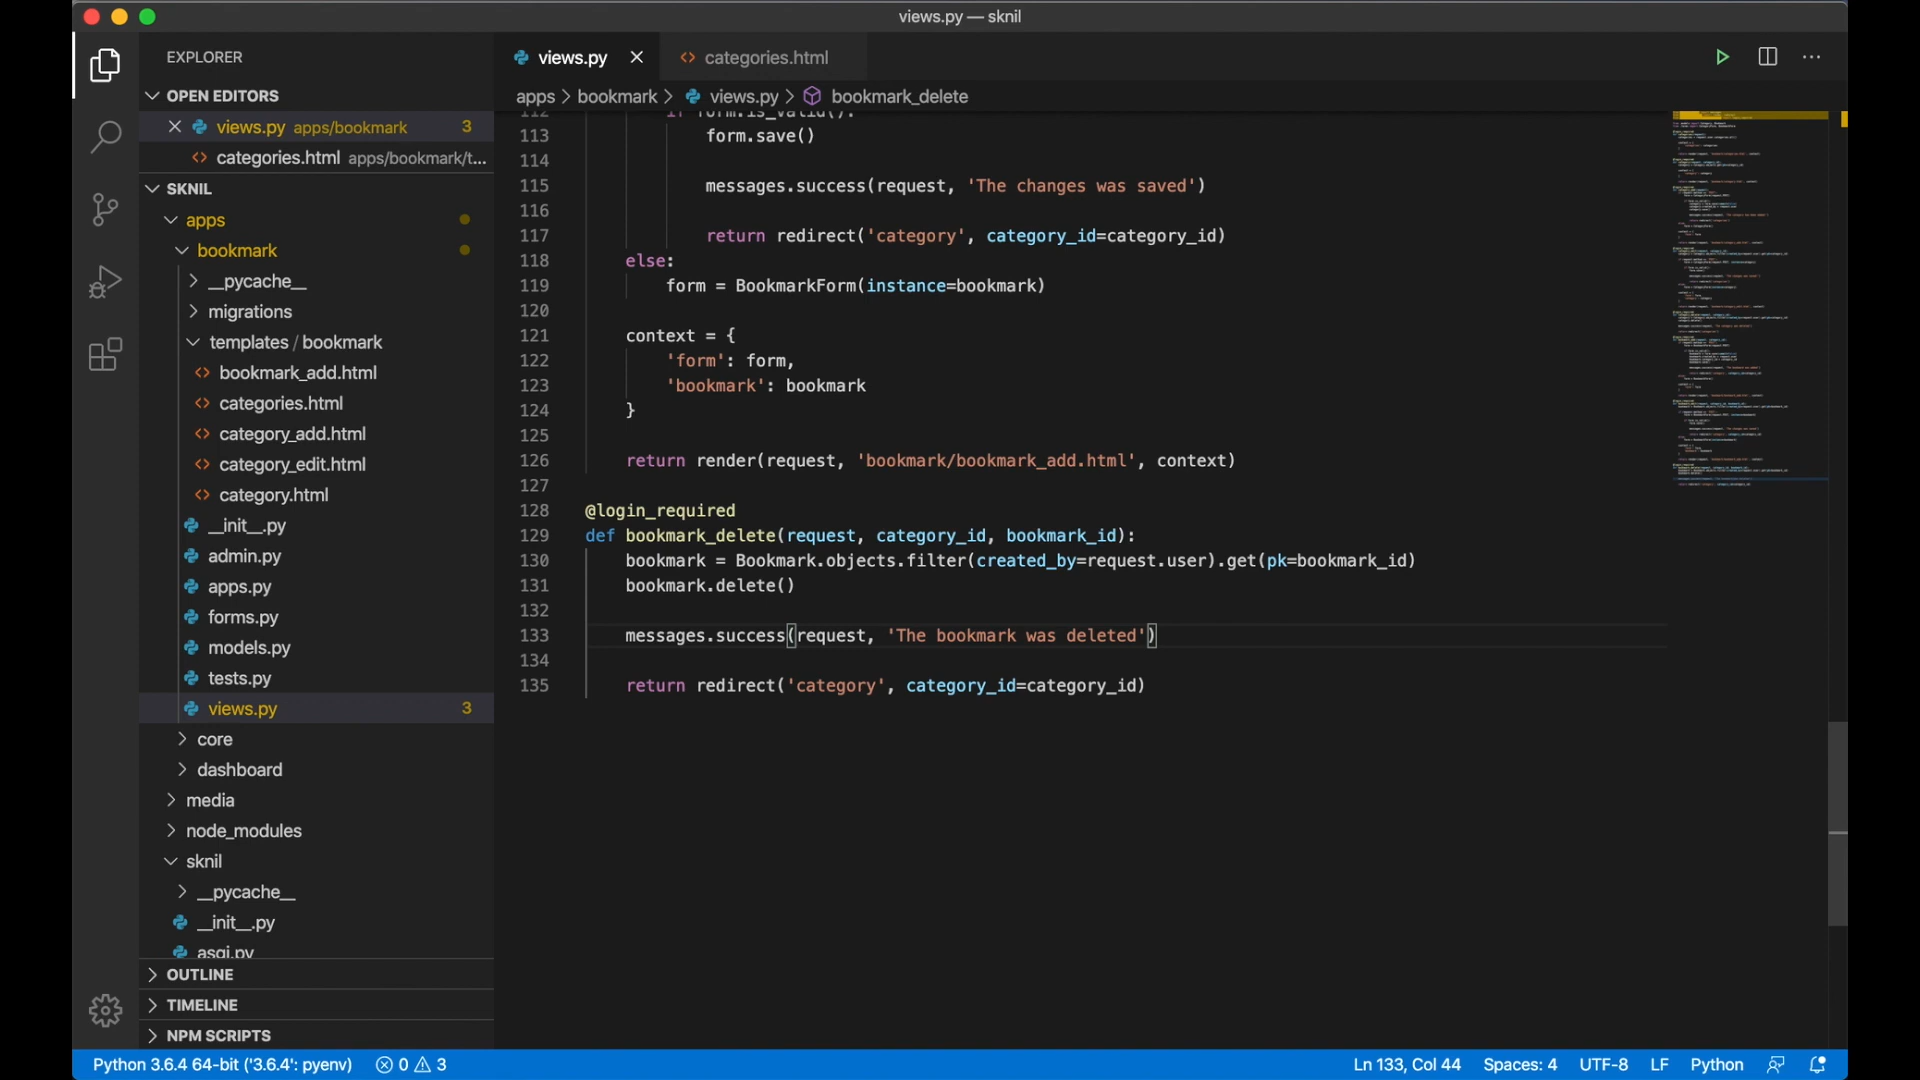 views.py — sknil
EXPLORER
OPEN EDITORS
views.py apps/bookmark 3
categories.html apps/bookmark/t...
SKNIL
apps
bookmark
__pycache__
migrations
templates / bookmark
bookmark_add.html
categories.html
category_add.html
category_edit.html
category.html
__init__.py
admin.py
apps.py
forms.py
models.py
tests.py
views.py 3
core
dashboard
media
node_modules
sknil
__pycache__
__init__.py
asgi.py
OUTLINE
TIMELINE
NPM SCRIPTS
views.py
categories.html
apps > bookmark > views.py > bookmark_delete
112 if form.is_valid():
113 form.save()
114
115 messages.success(request, 'The changes was saved')
116
117 return redirect('category', category_id=category_id)
118 else:
119 form = BookmarkForm(instance=bookmark)
120
121 context = {
122 'form': form,
123 'bookmark': bookmark
124 }
125
126 return render(request, 'bookmark/bookmark_add.html', context)
127
128 @login_required
129 def bookmark_delete(request, category_id, bookmark_id):
130 bookmark = Bookmark.objects.filter(created_by=request.user).get(pk=bookmark_id)
131 bookmark.delete()
132
133 messages.success(request, 'The bookmark was deleted')
134
135 return redirect('category', category_id=category_id)
Python 3.6.4 64-bit ('3.6.4': pyenv) 0 3
Ln 133, Col 44 Spaces: 4 UTF-8 LF Python